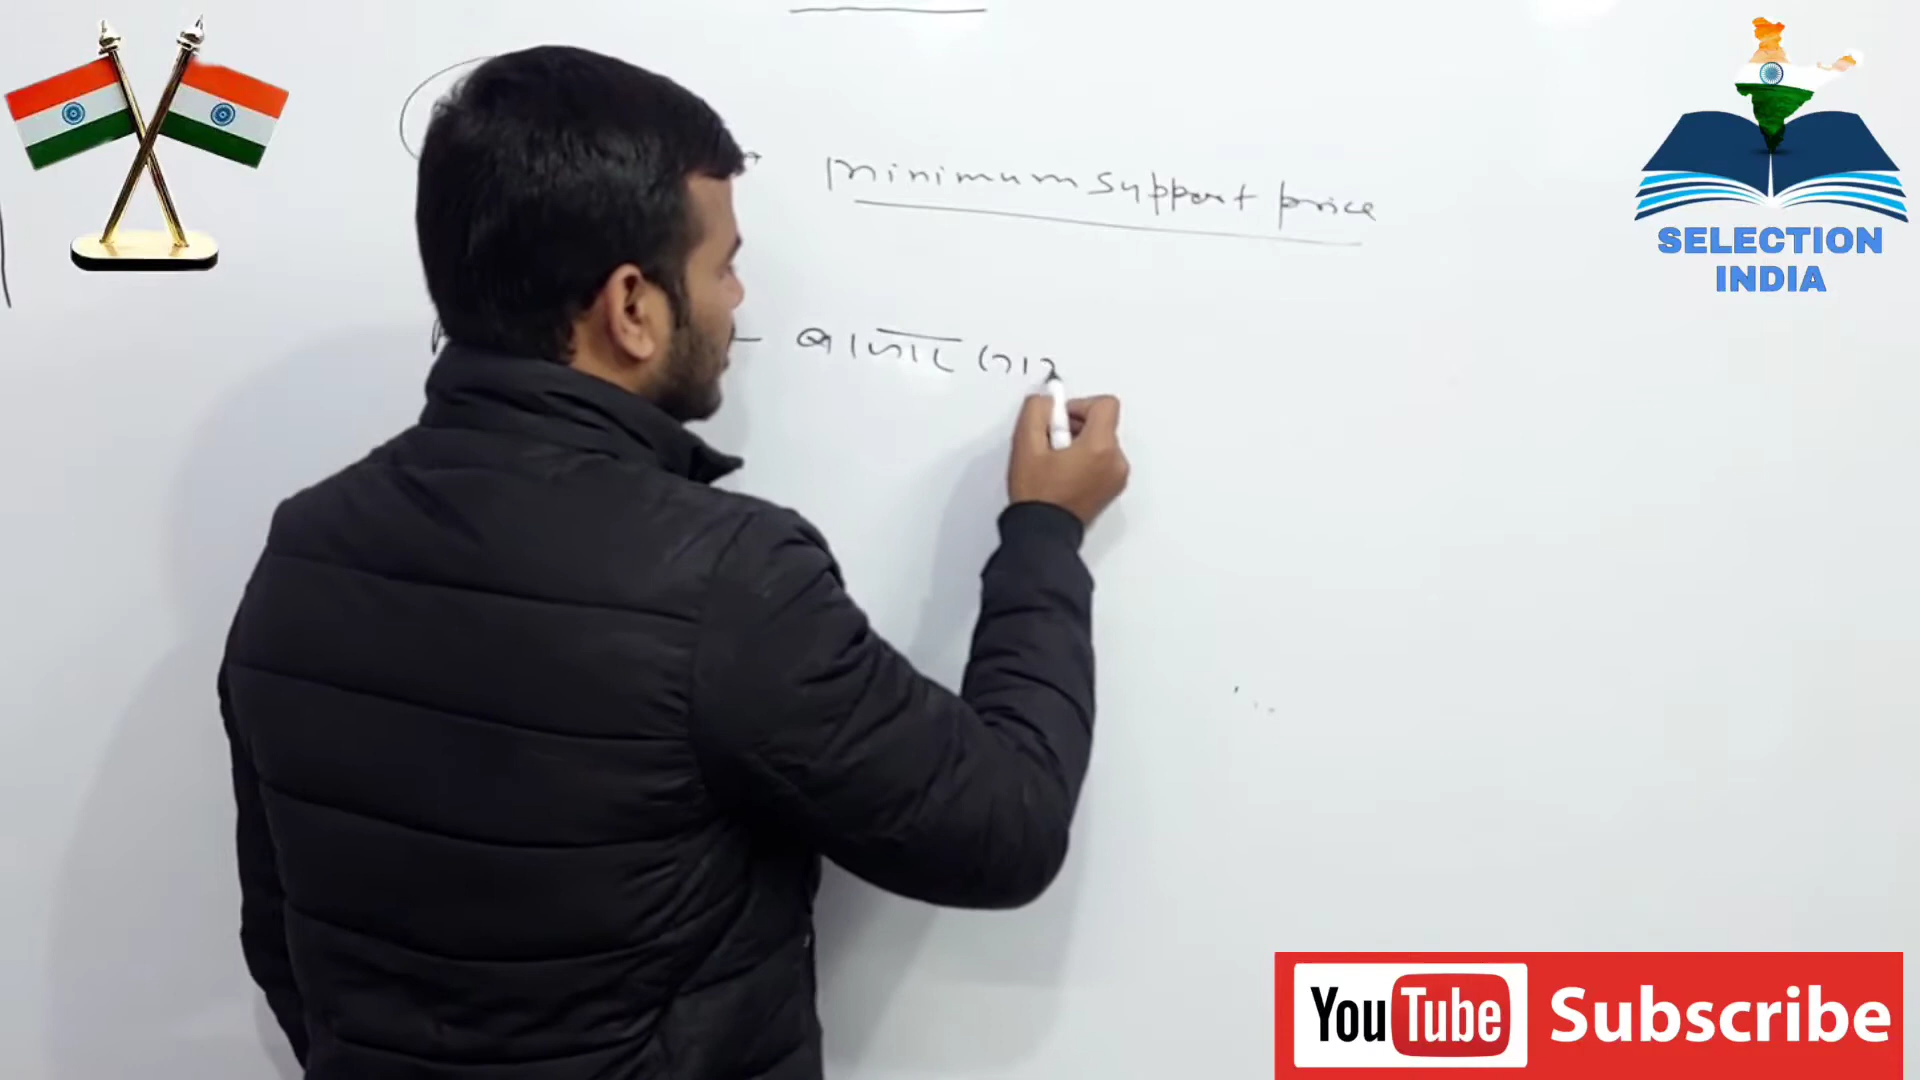 minimum support price
SELECTION
INDIA
बाजार
YouTube Subscribe